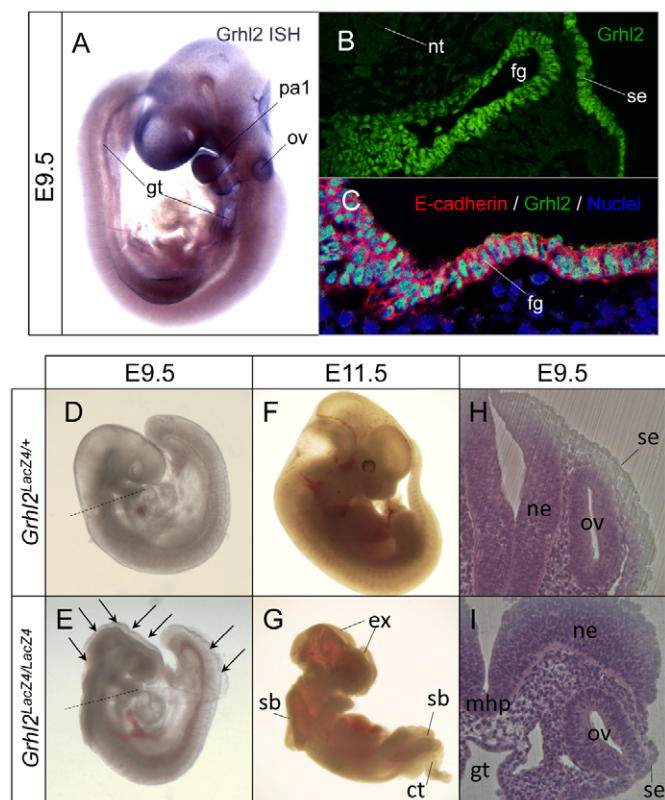 E9.5
A
Grhl2 ISH
pa1
ov
gt
B
Grhl2
nt
fg
se
C
E-cadherin / Grhl2 / Nuclei
fg
E9.5
E11.5
E9.5
Grhl2LacZ4/+
D
F
H
se
ne
ov
Grhl2LacZ4/LacZ4
E
G
ex
sb
sb
ct
I
ne
mhp
ov
gt
se